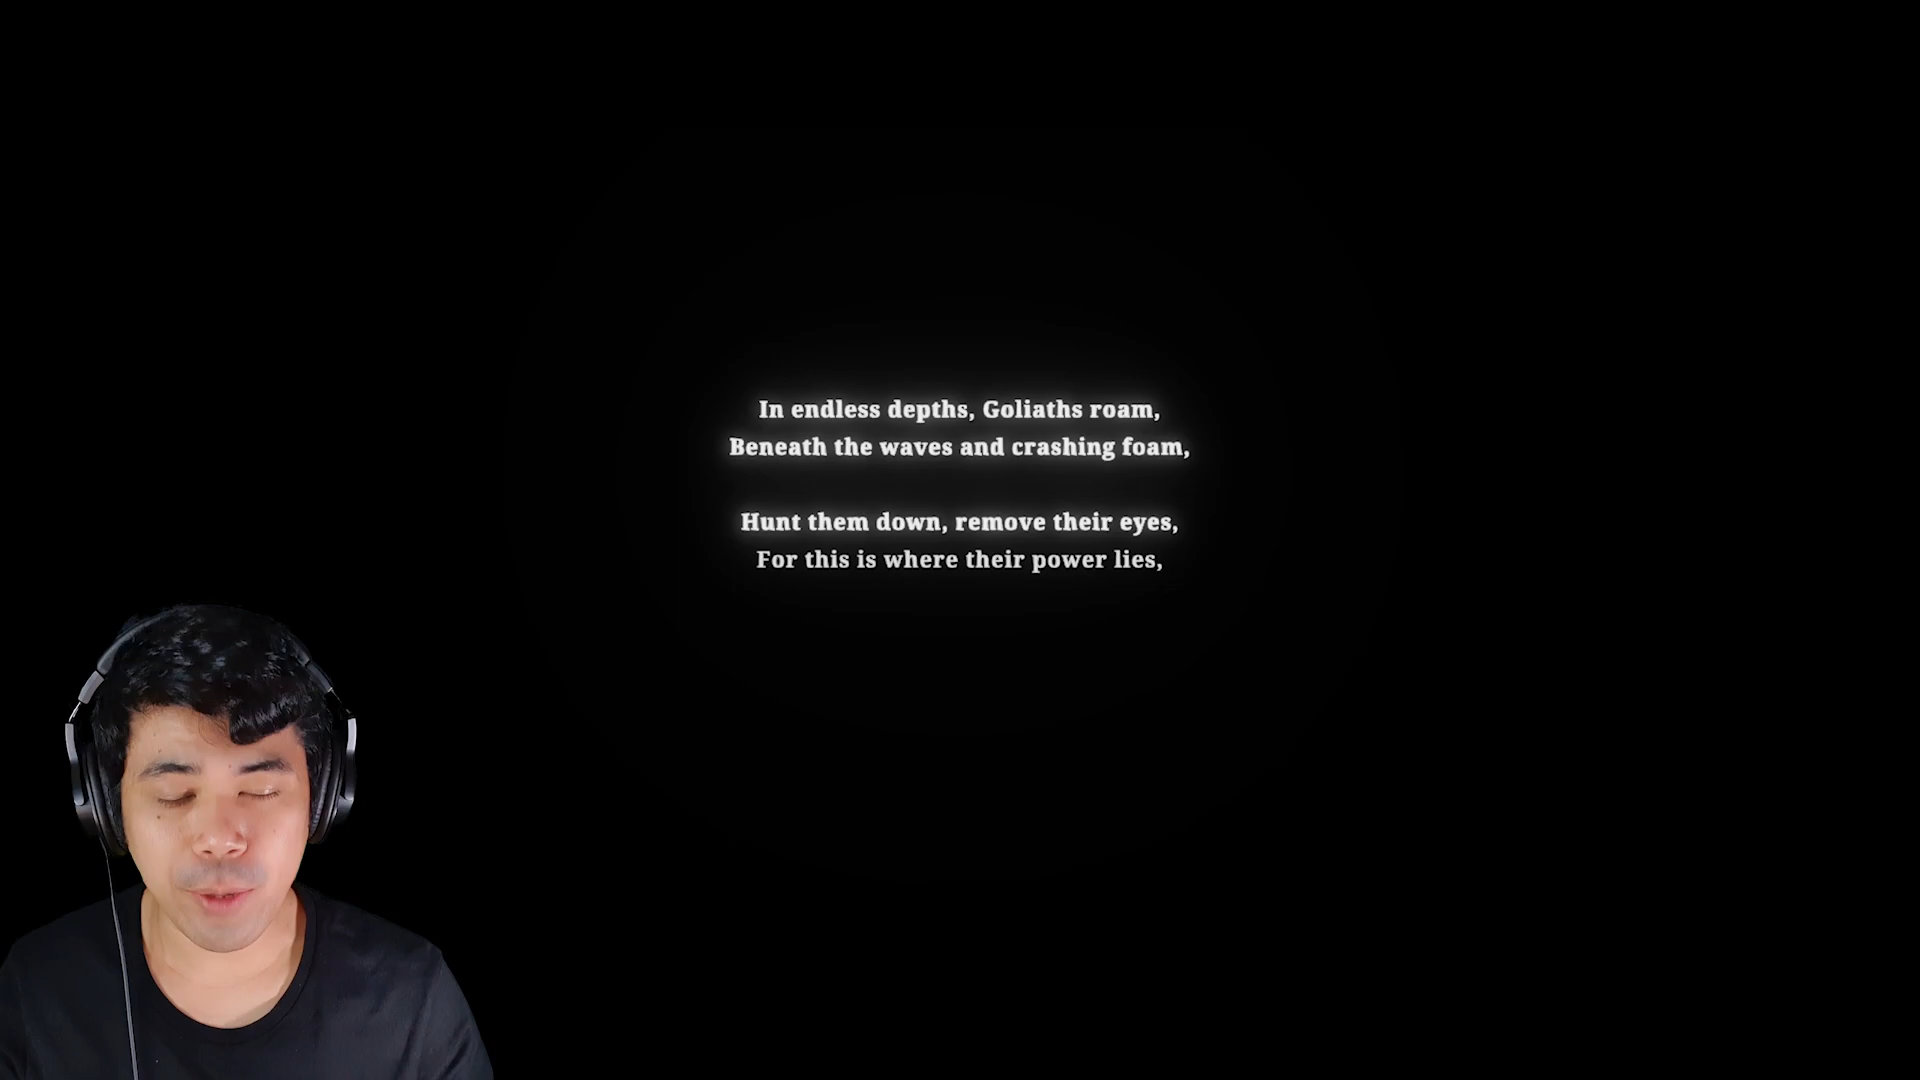 In endless depths, Goliaths roam,
Beneath the waves and crashing foam,
Hunt them down, remove their eyes,
For this is where their power lies,